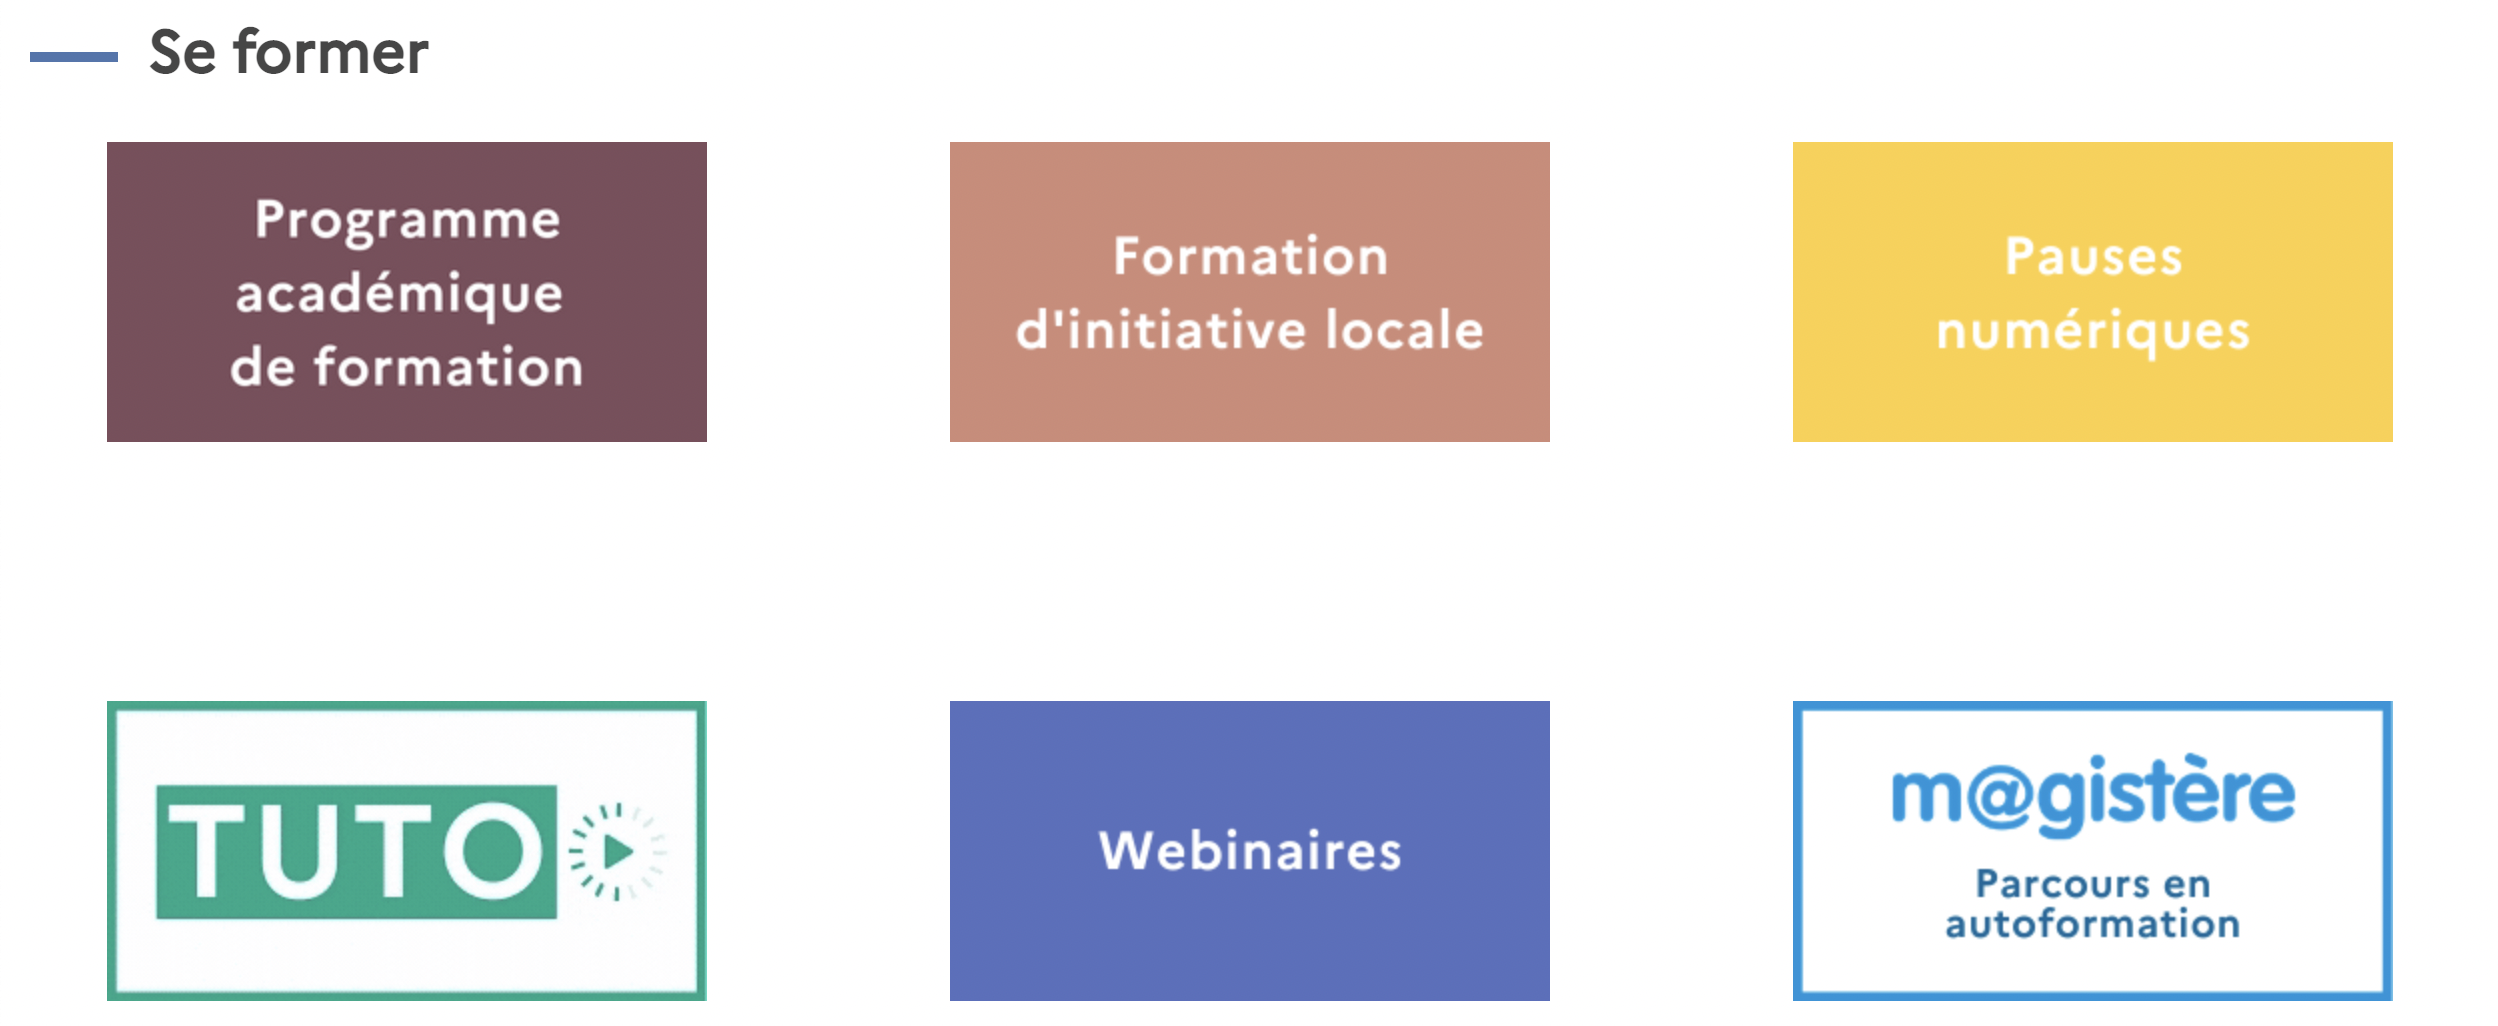 Se former
Programme
académique
de formation
Formation
d'initiative locale
Pauses
numériques
TUTO
Webinaires
m@gistère
Parcours en
autoformation